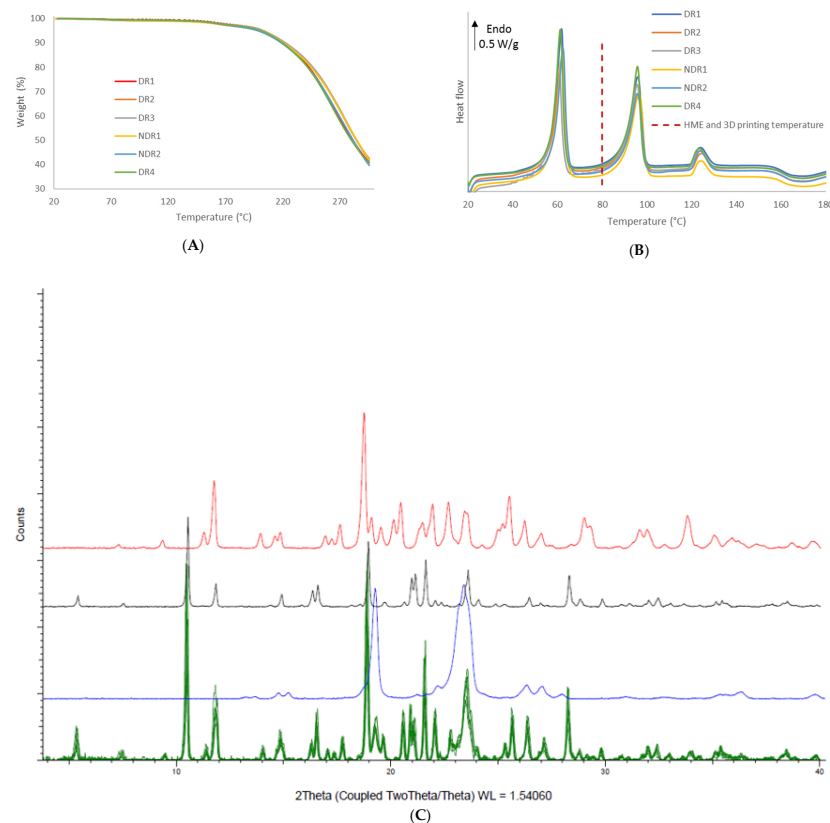 100
90
80
70
60
50
40
30
Weight (%)
DR1
DR2
DR3
NDR1
NDR2
DR4
20
70
120
170
220
270
Temperature (°C)
(A)
Endo
0.5 W/g
Heat flow
DR1
DR2
DR3
NDR1
NDR2
DR4
HME and 3D printing temperature
20
40
60
80
100
120
140
160
180
Temperature (°C)
(B)
Counts
10
20
30
40
2Theta (Coupled TwoTheta/Theta) WL = 1.54060
(C)